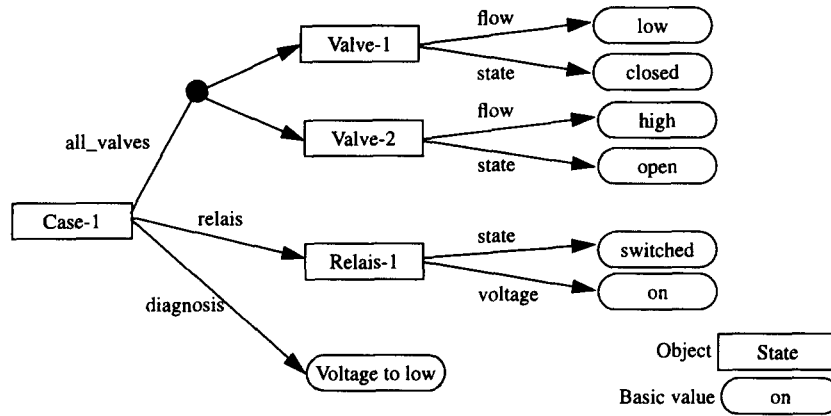 flow
low
Valve-1
state
closed
flow
high
all_valves
Valve-2
state
open
Case-1
relais
state
switched
Relais-1
voltage
on
diagnosis
Voltage to low
Object
State
Basic value
on